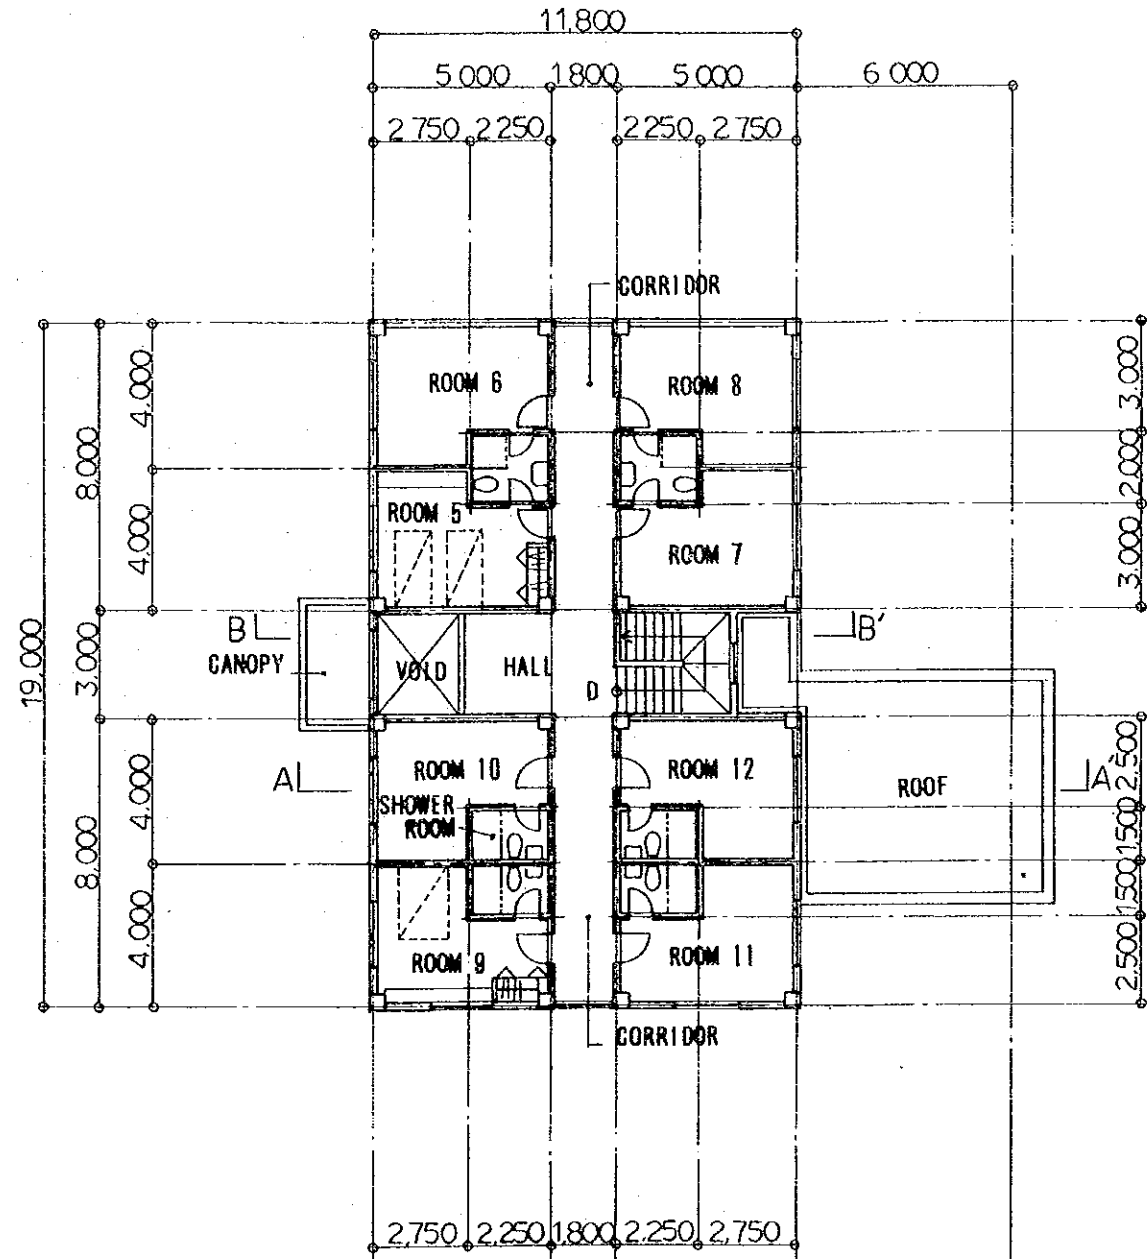 11,800
5 000 1 800 5 000 6 000
2 750 2 250 2 250 2 750
CORRIDOR
ROOM 6 ROOM 8
4,000
8,000
4,000
3.000
2,000
3,000
ROOM 5
ROOM 7
B B'
CANOPY VOID HALL
D
19,000
3,000
ROOM 10 ROOM 12
A A'
ROOF
SHOWER
ROOM
4,000
8,000
4,000
2,500
1500
1,500
2,500
ROOM 9 ROOM 11
CORRIDOR
2,750 2,250 1,800 2,250 2,750